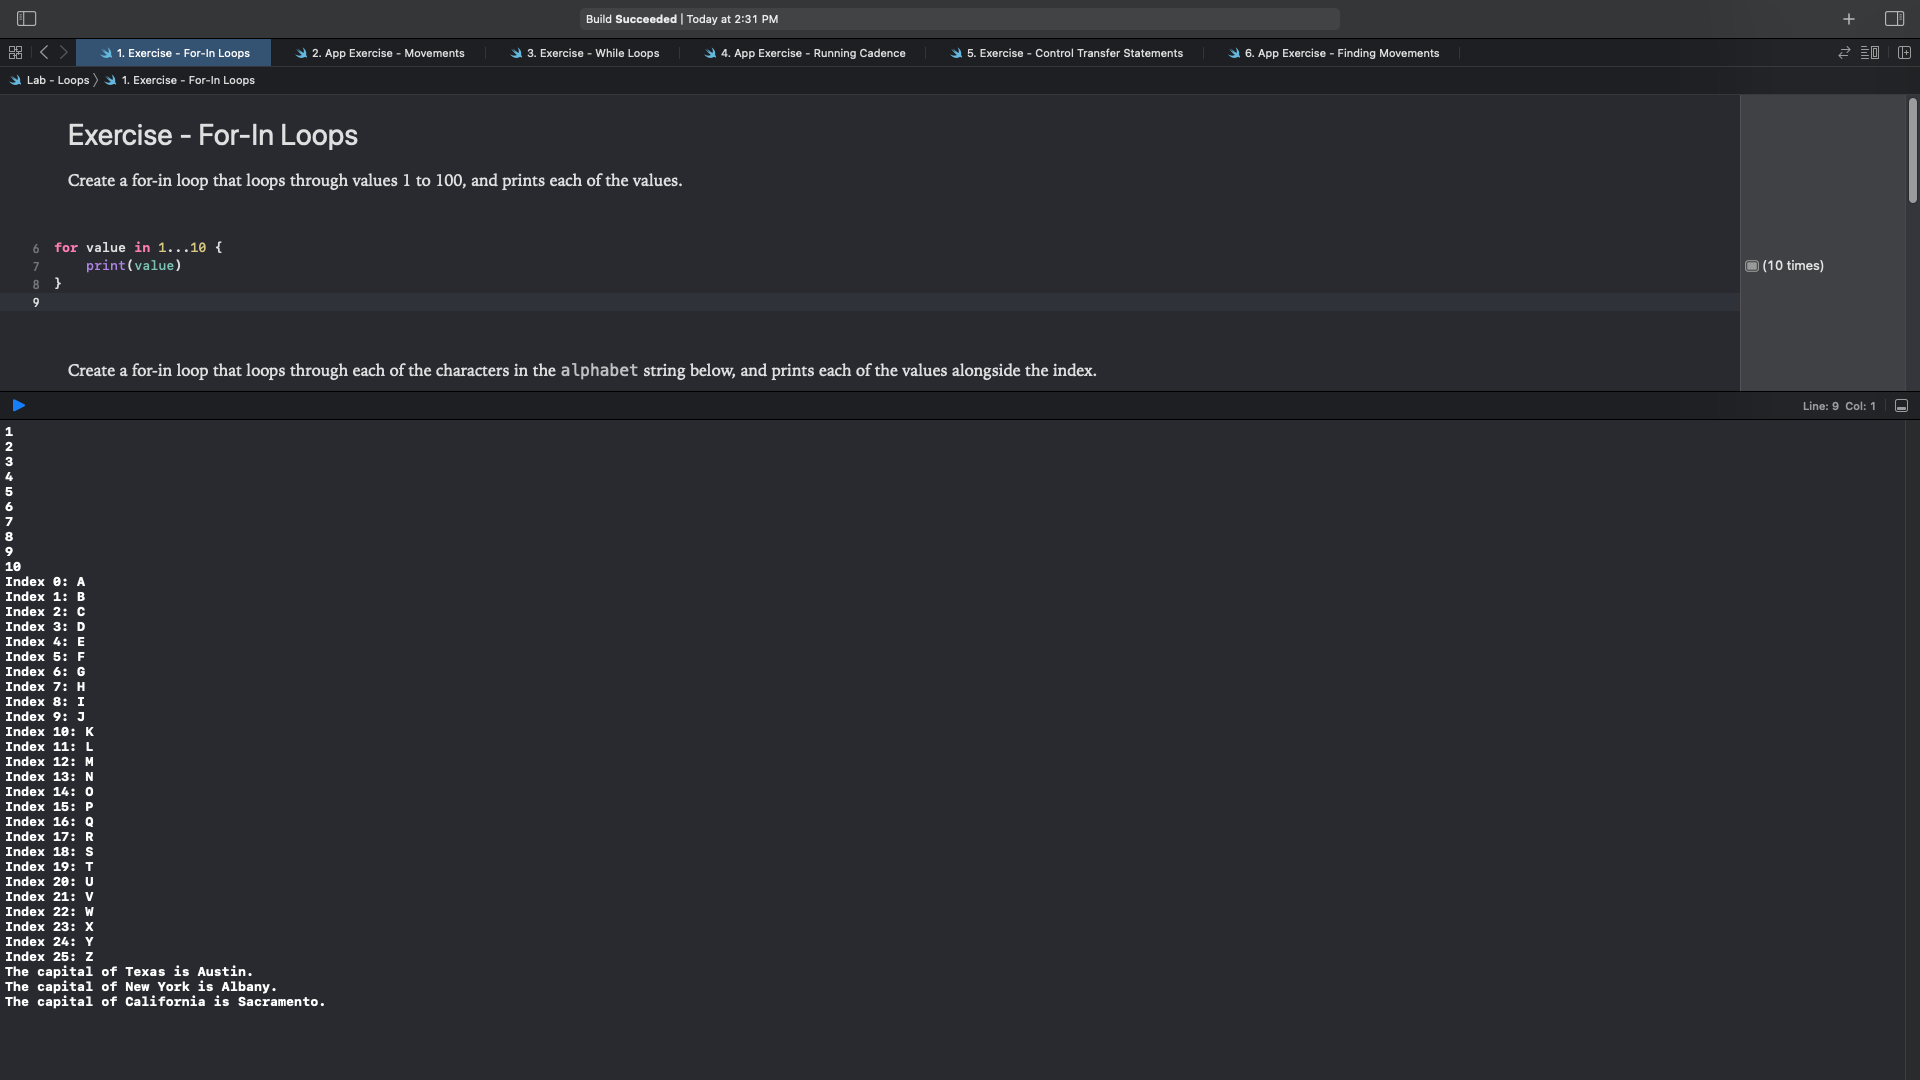 Build Succeeded | Today at 2:31 PM
1. Exercise - For-In Loops
2. App Exercise - Movements
3. Exercise - While Loops
4. App Exercise - Running Cadence
5. Exercise - Control Transfer Statements
6. App Exercise - Finding Movements
Lab - Loops
1. Exercise - For-In Loops
Exercise - For-In Loops
Create a for-in loop that loops through values 1 to 100, and prints each of the values.
6 for value in 1...10 {
7 print(value)
(10 times)
8 }
9
Create a for-in loop that loops through each of the characters in the alphabet string below, and prints each of the values alongside the index.
Line: 9 Col: 1
1
2
3
4
5
6
7
8
9
10
Index 0: A
Index 1: B
Index 2: C
Index 3: D
Index 4: E
Index 5: F
Index 6: G
Index 7: H
Index 8: I
Index 9: J
Index 10: K
Index 11: L
Index 12: M
Index 13: N
Index 14: O
Index 15: P
Index 16: Q
Index 17: R
Index 18: S
Index 19: T
Index 20: U
Index 21: V
Index 22: W
Index 23: X
Index 24: Y
Index 25: Z
The capital of Texas is Austin.
The capital of New York is Albany.
The capital of California is Sacramento.